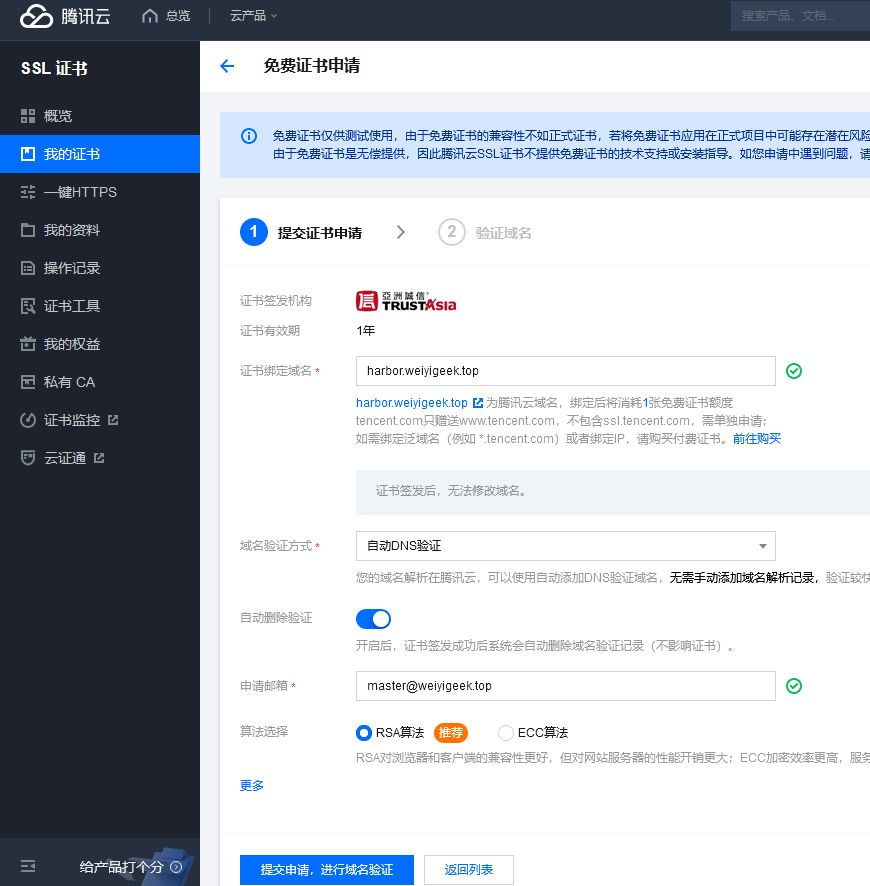 腾讯云
总览
云产品
搜索产品、文档...
SSL 证书
概览
我的证书
一键HTTPS
我的资料
操作记录
证书工具
我的权益
私有 CA
证书监控
云证通
给产品打个分
免费证书申请
免费证书仅供测试使用，由于免费证书的兼容性不如正式证书，若将免费证书应用在正式项目中可能存在潜在风险
由于免费证书是无偿提供，因此腾讯云SSL证书不提供免费证书的技术支持或安装指导。如您申请中遇到问题，请
1 提交证书申请
2 验证域名
证书签发机构
亞洲誠信
TRUSTAsia
证书有效期 1年
证书绑定域名 * harbor.weiyigeek.top
harbor.weiyigeek.top 为腾讯云域名，绑定后将消耗1张免费证书额度
tencent.com只赠送www.tencent.com，不包含ssl.tencent.com，需单独申请；
如需绑定泛域名（例如 *.tencent.com）或者绑定IP，请购买付费证书。前往购买
证书签发后，无法修改域名。
域名验证方式 * 自动DNS验证
您的域名解析在腾讯云，可以使用自动添加DNS验证域名，无需手动添加域名解析记录，验证较快
自动删除验证
开启后，证书签发成功后系统会自动删除域名验证记录（不影响证书）。
申请邮箱 * master@weiyigeek.top
算法选择 RSA算法 推荐 ECC算法
RSA对浏览器和客户端的兼容性更好，但对网站服务器的性能开销更大；ECC加密效率更高，服务
更多
提交申请，进行域名验证 返回列表